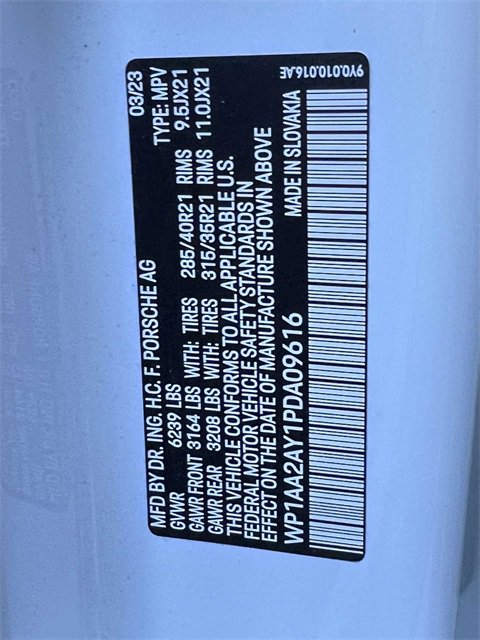 MFD BY DR. ING. H.C. F. PORSCHE AG 03/23
GVWR 6239 LBS TYPE: MPV
GAWR FRONT 3164 LBS WITH: TIRES 285/40R21 RIMS 9.5JX21
GAWR REAR 3208 LBS WITH: TIRES 315/35R21 RIMS 11.0JX21
THIS VEHICLE CONFORMS TO ALL APPLICABLE U.S.
FEDERAL MOTOR VEHICLE SAFETY STANDARDS IN
EFFECT ON THE DATE OF MANUFACTURE SHOWN ABOVE
WP1AA2AY1PDA09616 MADE IN SLOVAKIA
9Y0.010.016.AE